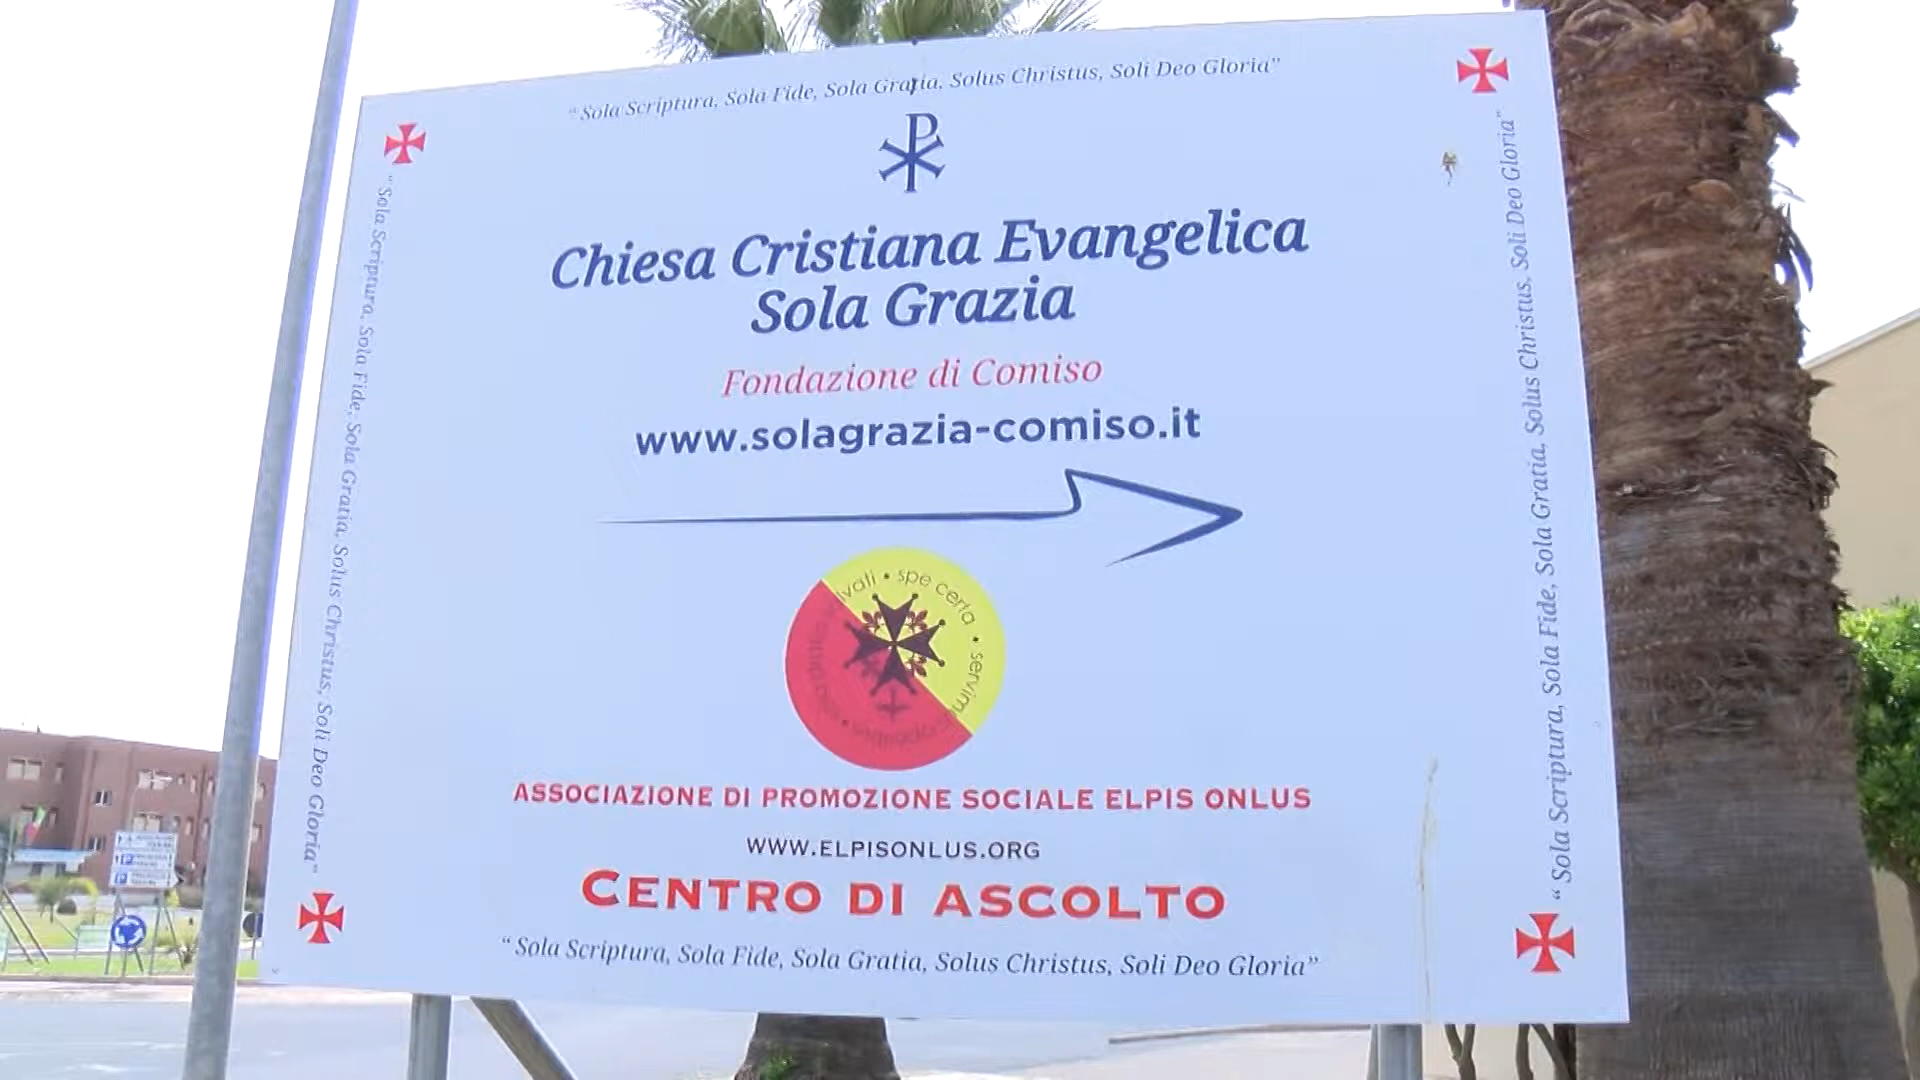 “Sola Scriptura, Sola Fide, Sola Gratia, Solus Christus, Soli Deo Gloria”
“Sola Scriptura, Sola Fide, Sola Gratia, Solus Christus, Soli Deo Gloria”
“Sola Scriptura, Sola Fide, Sola Gratia, Solus Christus, Soli Deo Gloria”
Chiesa Cristiana Evangelica
Sola Grazia
Fondazione di Comiso
www.solagrazia-comiso.it
spe certa
ASSOCIAZIONE DI PROMOZIONE SOCIALE ELPIS ONLUS
WWW.ELPISONLUS.ORG
CENTRO DI ASCOLTO
“Sola Scriptura, Sola Fide, Sola Gratia, Solus Christus, Soli Deo Gloria”